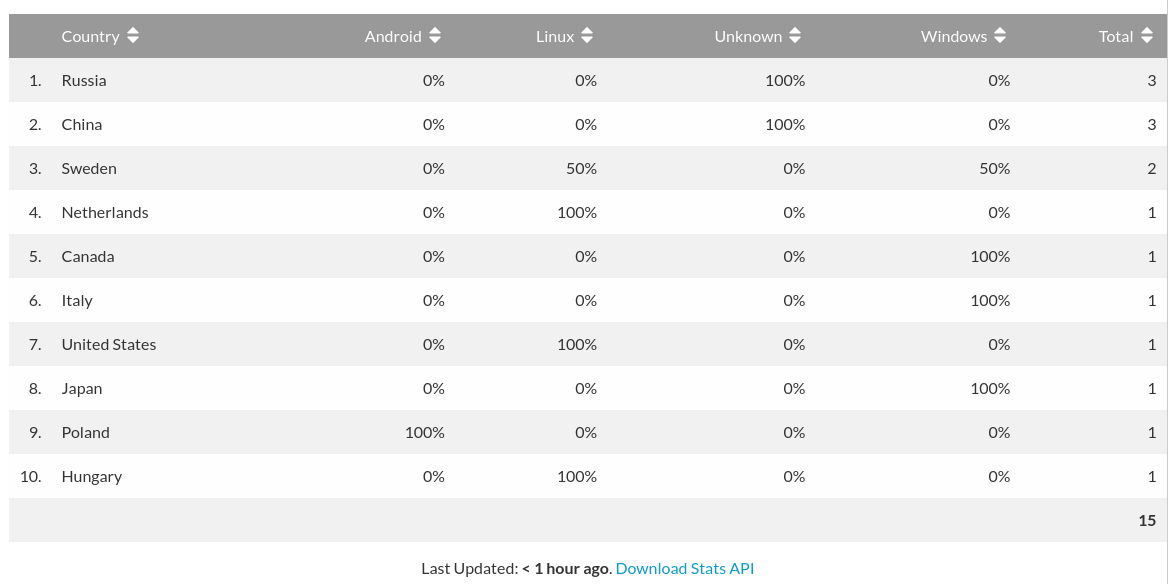 Country Android Linux Unknown Windows Total
1. Russia 0% 0% 100% 0% 3
2. China 0% 0% 100% 0% 3
3. Sweden 0% 50% 0% 50% 2
4. Netherlands 0% 100% 0% 0% 1
5. Canada 0% 0% 0% 100% 1
6. Italy 0% 0% 0% 100% 1
7. United States 0% 100% 0% 0% 1
8. Japan 0% 0% 0% 100% 1
9. Poland 100% 0% 0% 0% 1
10. Hungary 0% 100% 0% 0% 1
15
Last Updated: < 1 hour ago. Download Stats API